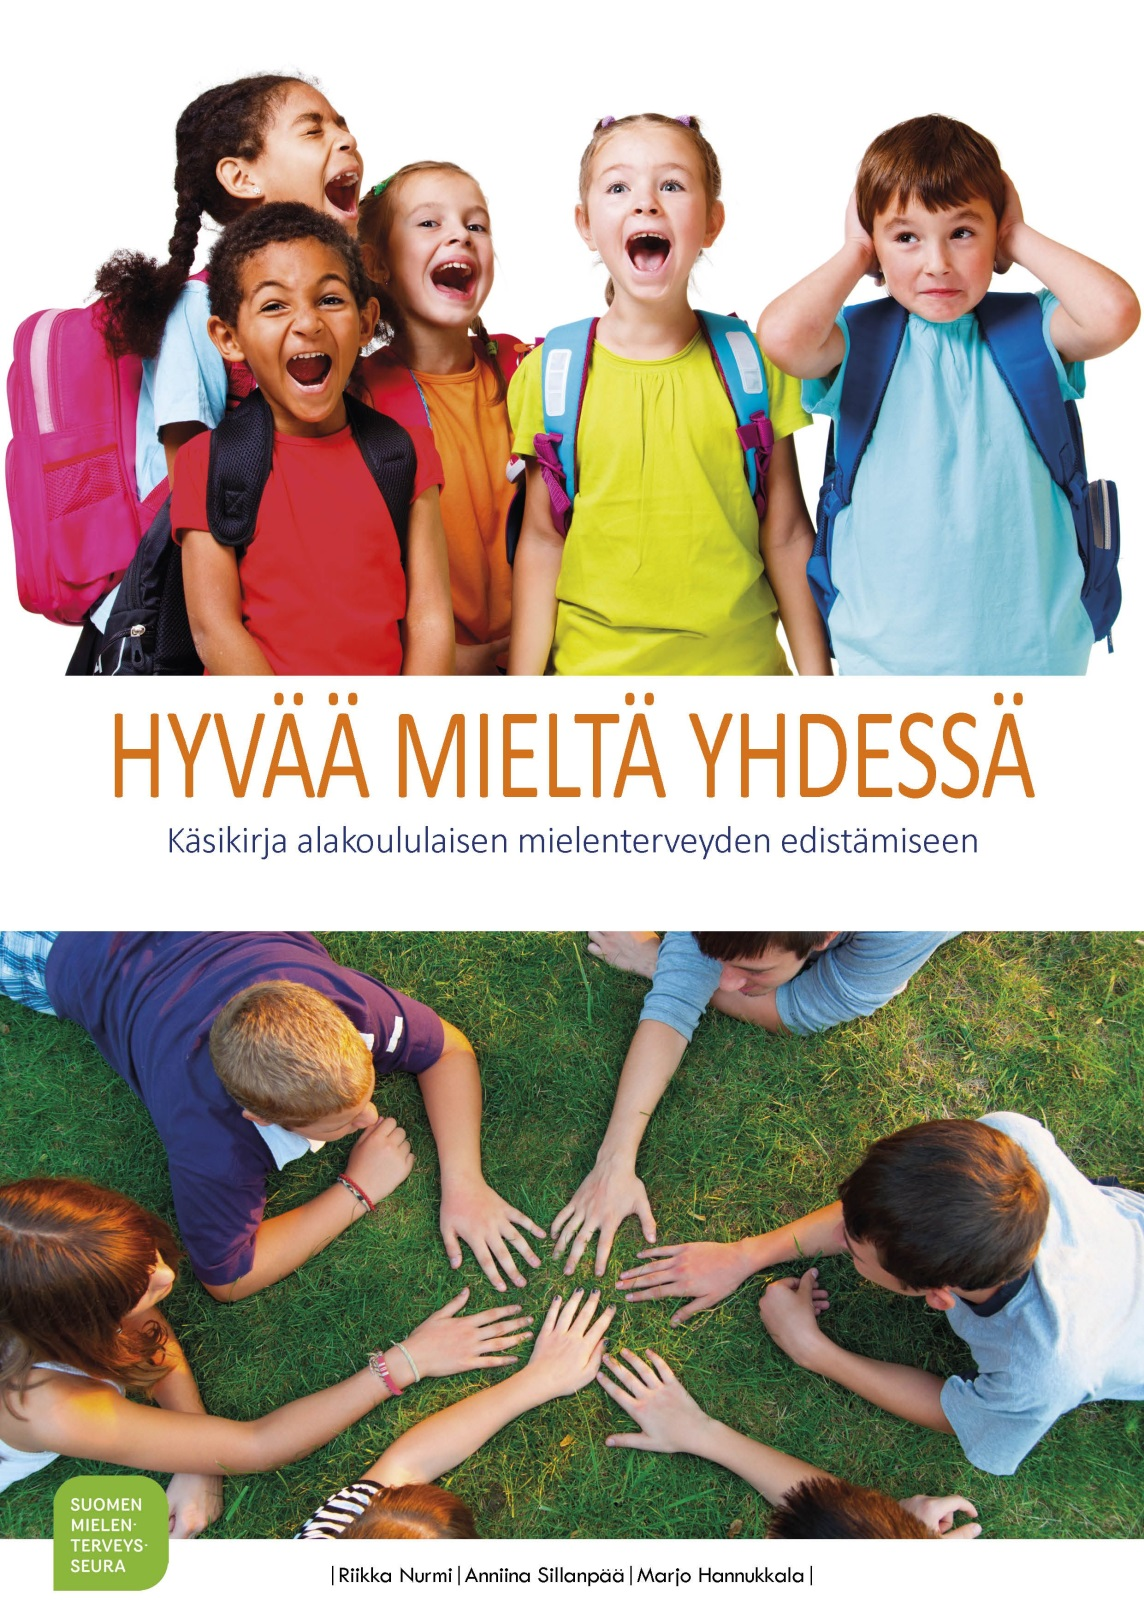 HYVÄÄ MIELTÄ YHDESSÄ
Käsikirja alakoululaisen mielenterveyden edistämiseen
SUOMEN
MIELEN-
TERVEYS-
SEURA
|Riikka Nurmi|Anniina Sillanpää|Marjo Hannukkala|